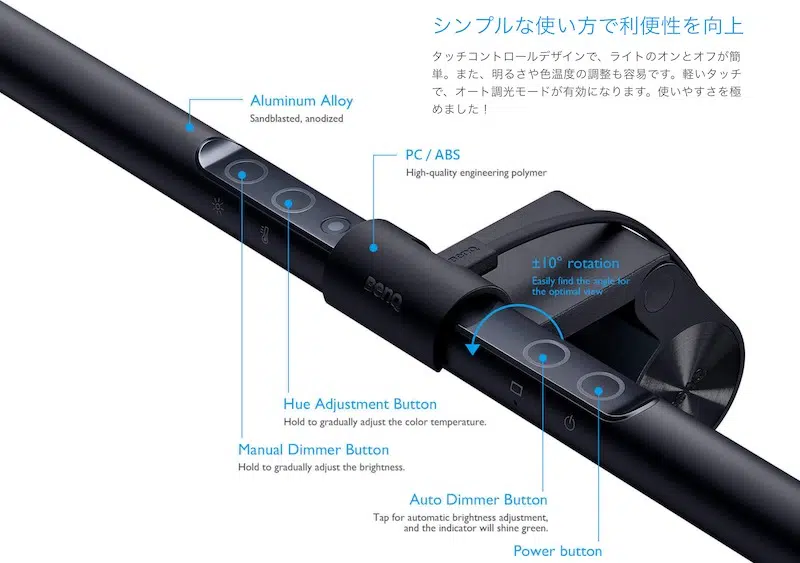 シンプルな使い方で利便性を向上
タッチコントロールデザインで、ライトのオンとオフが簡
単。また、明るさや色温度の調整も容易です。軽いタッチ
で、オート調光モードが有効になります。使いやすさを極
めました！
Aluminum Alloy
Sandblasted, anodized
PC / ABS
High-quality engineering polymer
BenQ
±10° rotation
Easily find the angle for
the optimal view
BenQ
BenQ
Hue Adjustment Button
Hold to gradually adjust the color temperature.
Manual Dimmer Button
Hold to gradually adjust the brightness.
Auto Dimmer Button
Tap for automatic brightness adjustment,
and the indicator will shine green.
Power button